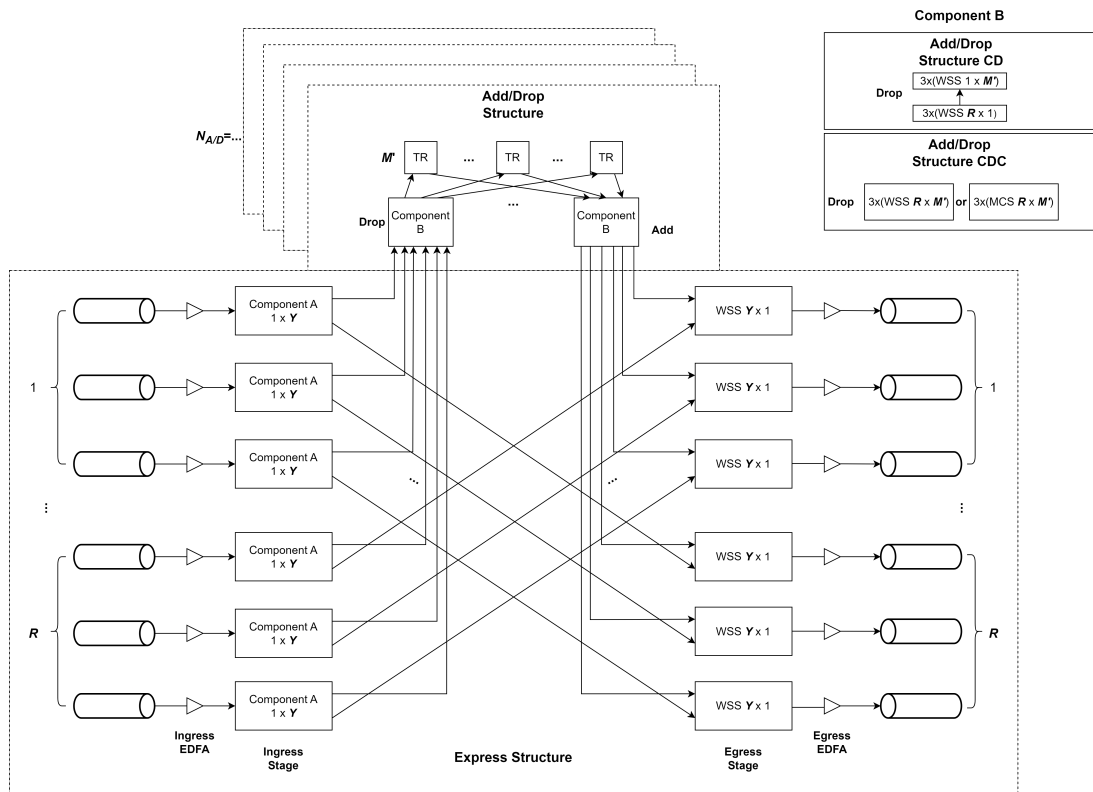 Component B
Add/Drop
Structure CD
3x(WSS 1 x M')
Drop
3x(WSS R x 1)
Add/Drop
Structure CDC
Drop
3x(WSS R x M')
or
3x(MCS R x M')
N_A/D=...
Add/Drop
Structure
M'
TR
...
TR
...
TR
...
Drop
Component
B
Component
B
Add
Component A
1 x Y
WSS Y x 1
1
Component A
1 x Y
WSS Y x 1
1
Component A
1 x Y
WSS Y x 1
...
...
...
...
Component A
1 x Y
WSS Y x 1
R
Component A
1 x Y
WSS Y x 1
R
Component A
1 x Y
WSS Y x 1
Ingress
EDFA
Ingress
Stage
Express Structure
Egress
Stage
Egress
EDFA